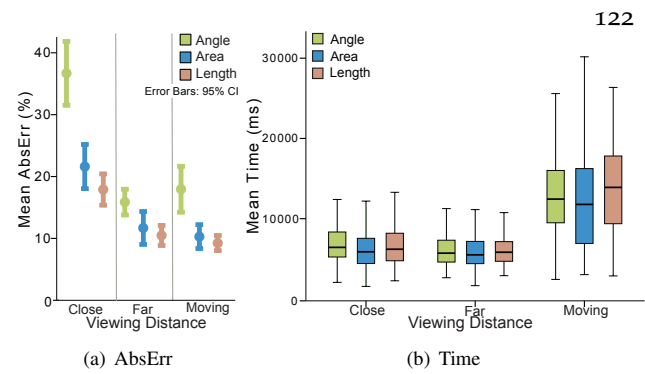 122
40
30
20
10
0
Mean AbsErr (%)
Angle
Area
Length
Error Bars: 95% CI
Close Far Moving
Viewing Distance
(a) AbsErr
30000
20000
10000
0
Mean Time (ms)
Angle
Area
Length
Close Far Moving
Viewing Distance
(b) Time